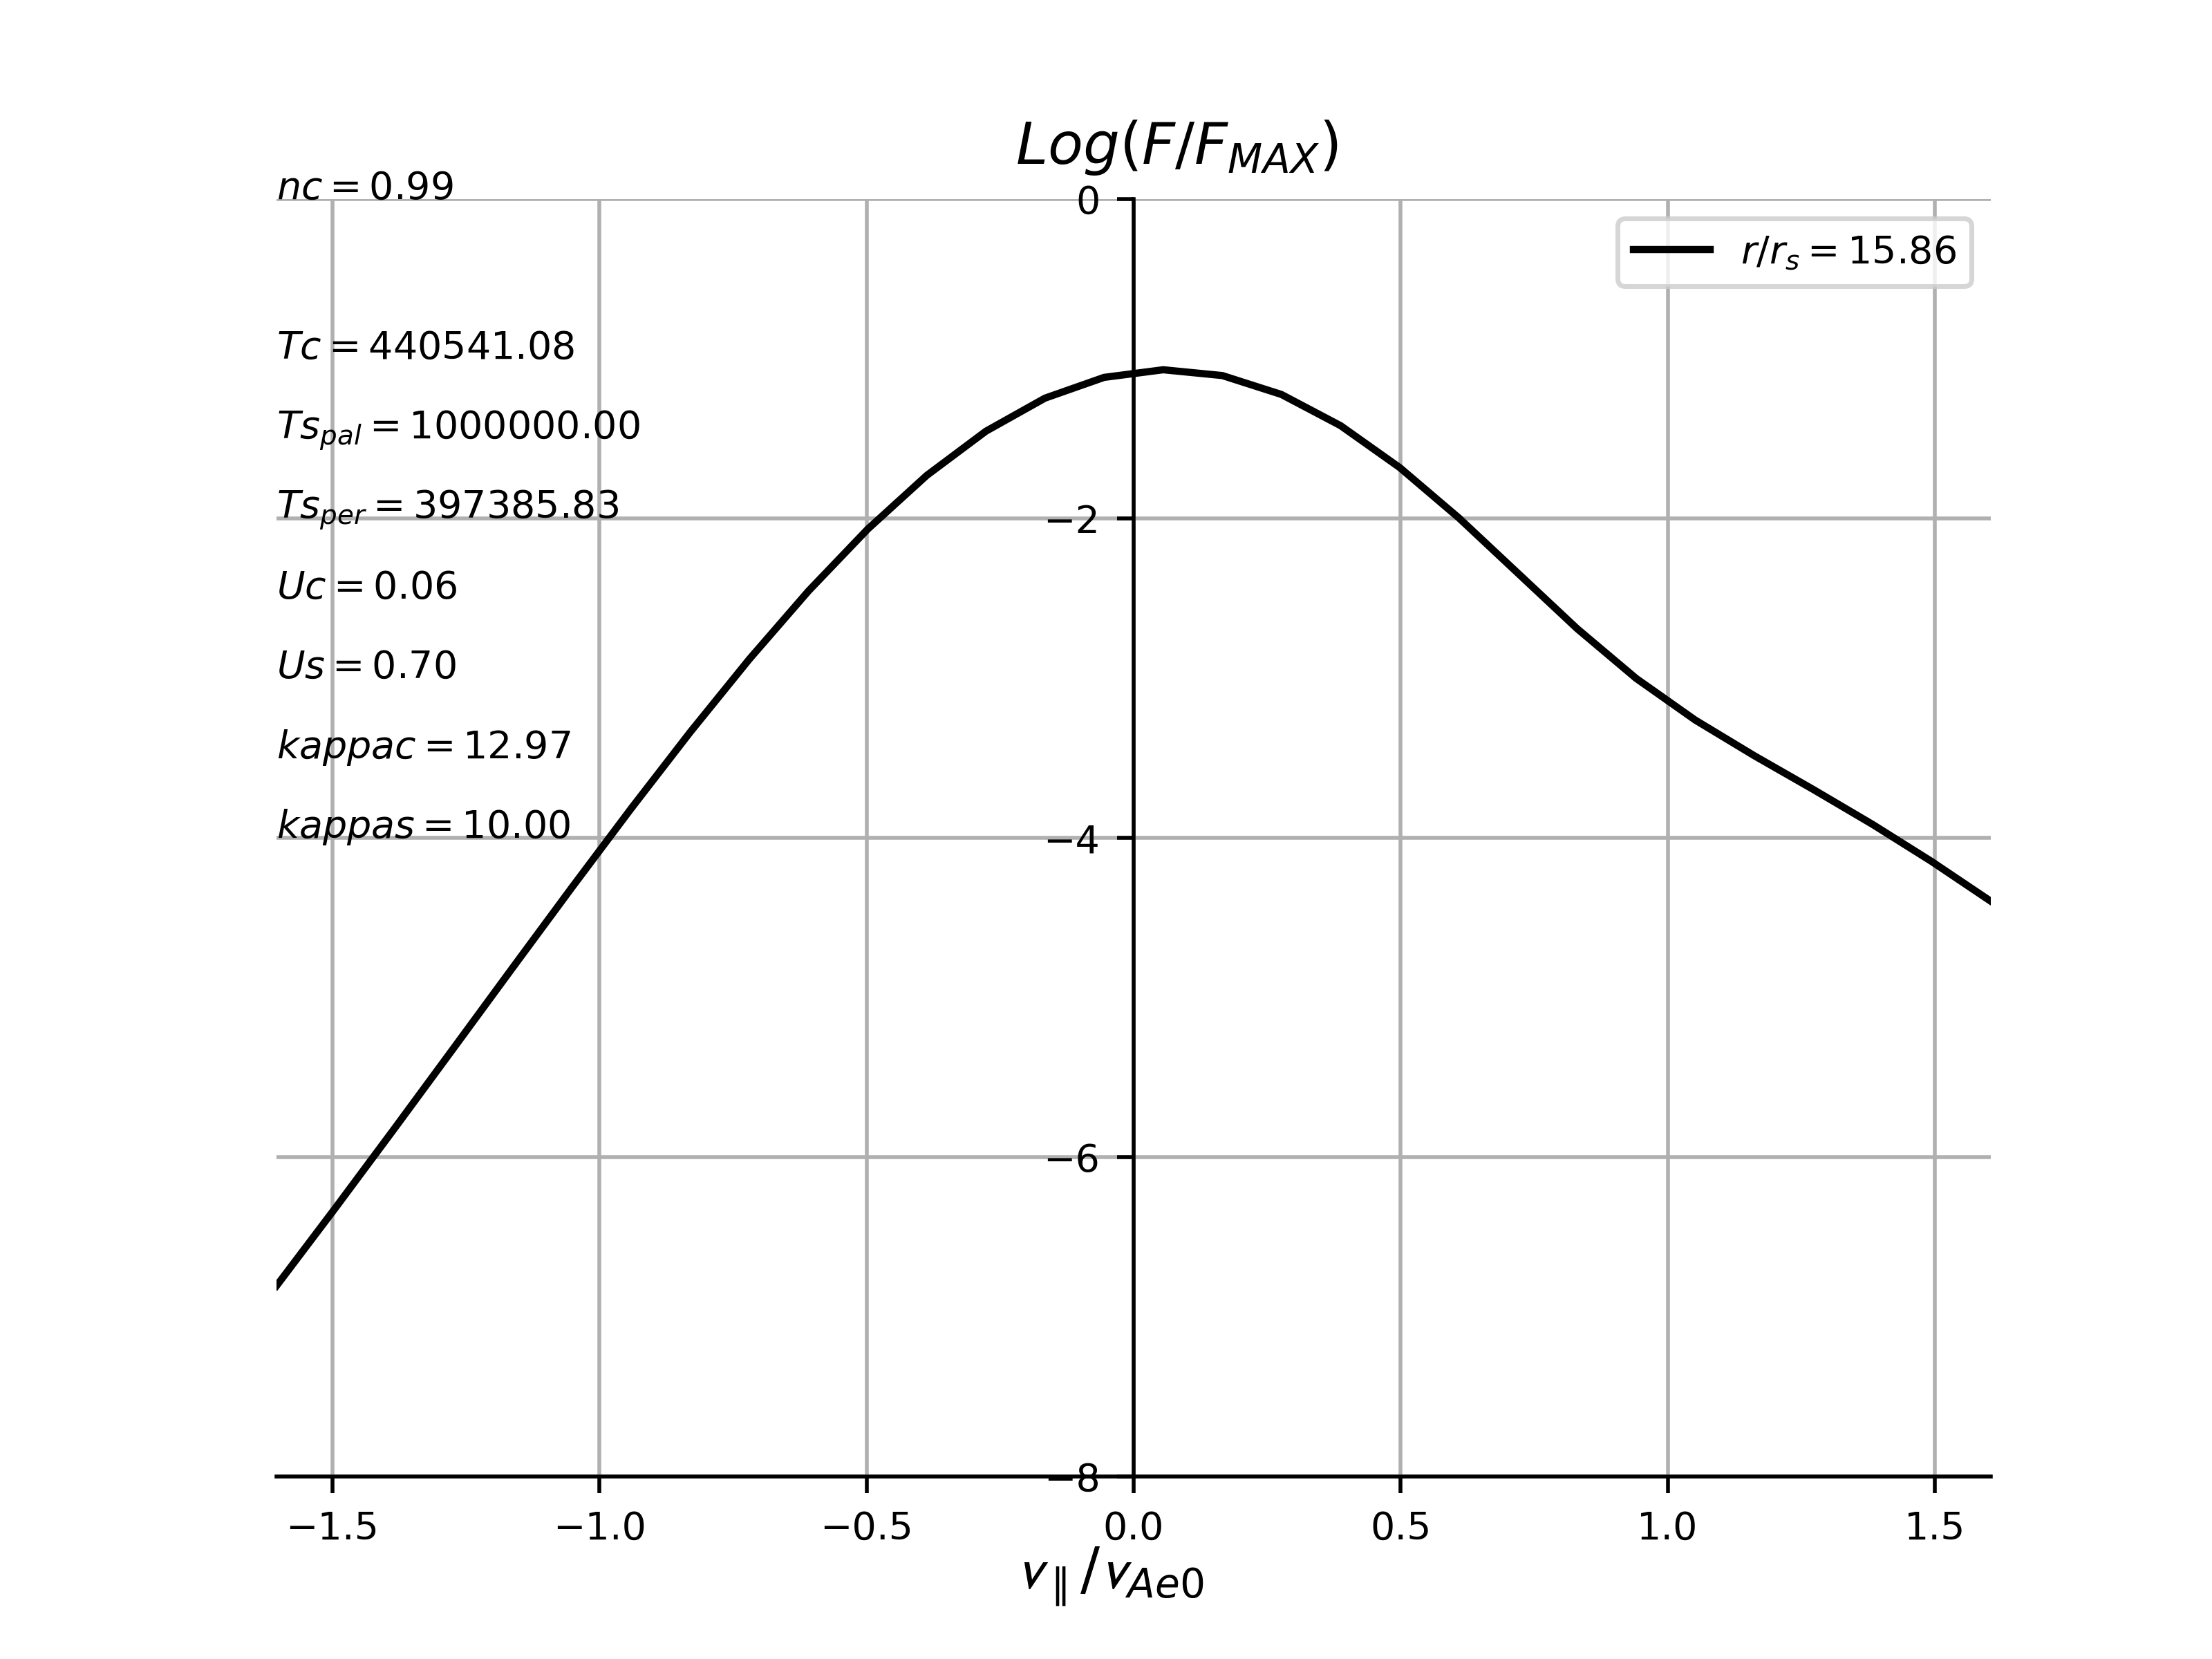 Log(F/F_MAX)
nc = 0.99
0
r/r_s = 15.86
Tc = 440541.08
Ts_pal = 1000000.00
Ts_per = 397385.83
−2
Uc = 0.06
Us = 0.70
kappac = 12.97
kappas = 10.00
−4
−6
−8
−1.5 −1.0 −0.5 0.0 0.5 1.0 1.5
v_∥/v_Ae0